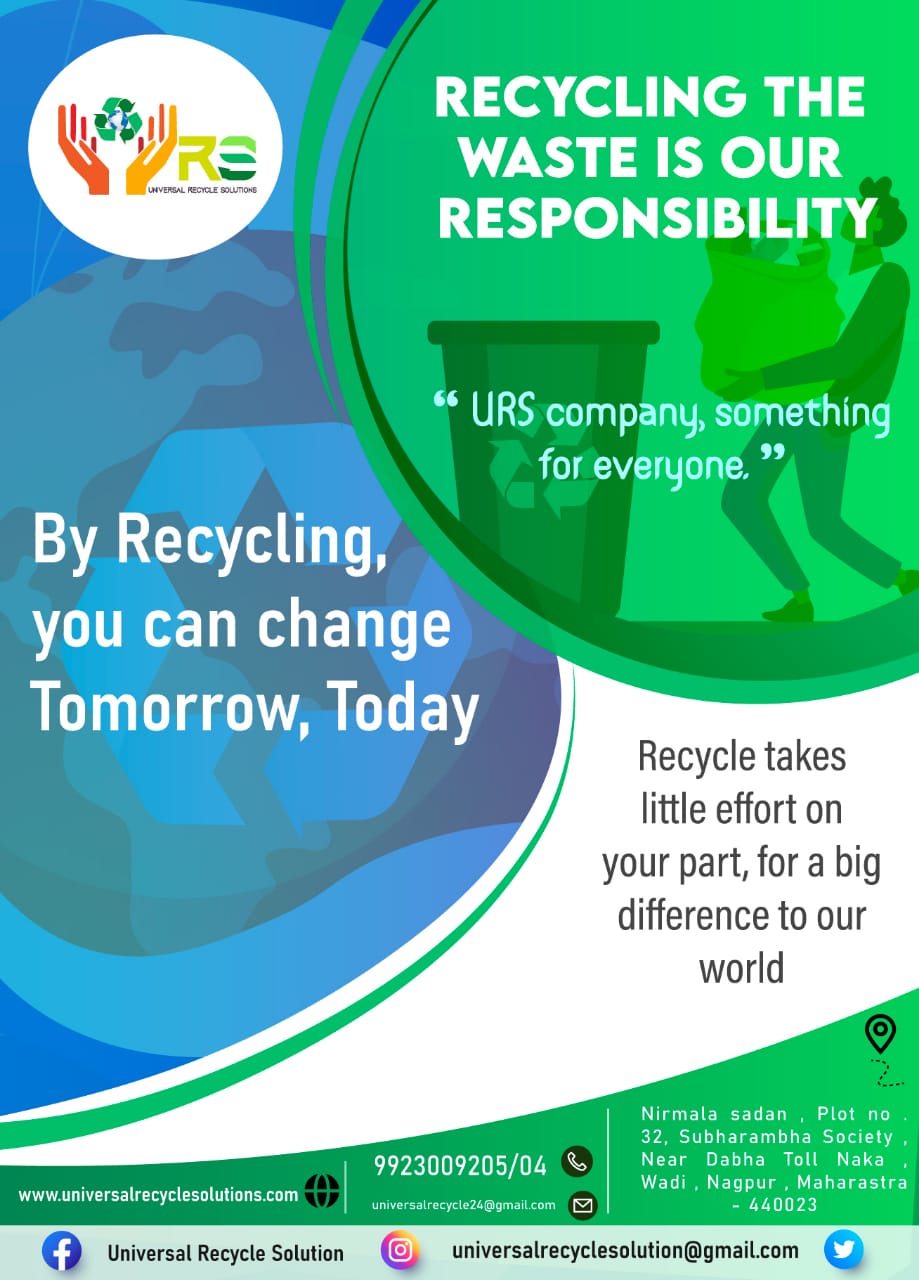 RS
UNIVERSAL RECYCLE SOLUTIONS
RECYCLING THE
WASTE IS OUR
RESPONSIBILITY
“ URS company, something
for everyone. ”
By Recycling,
you can change
Tomorrow, Today
Recycle takes
little effort on
your part, for a big
difference to our
world
www.universalrecyclesolutions.com
9923009205/04
universalrecycle24@gmail.com
Nirmala sadan , Plot no .
32, Subharambha Society ,
Near Dabha Toll Naka ,
Wadi , Nagpur , Maharastra
- 440023
Universal Recycle Solution
universalrecyclesolution@gmail.com